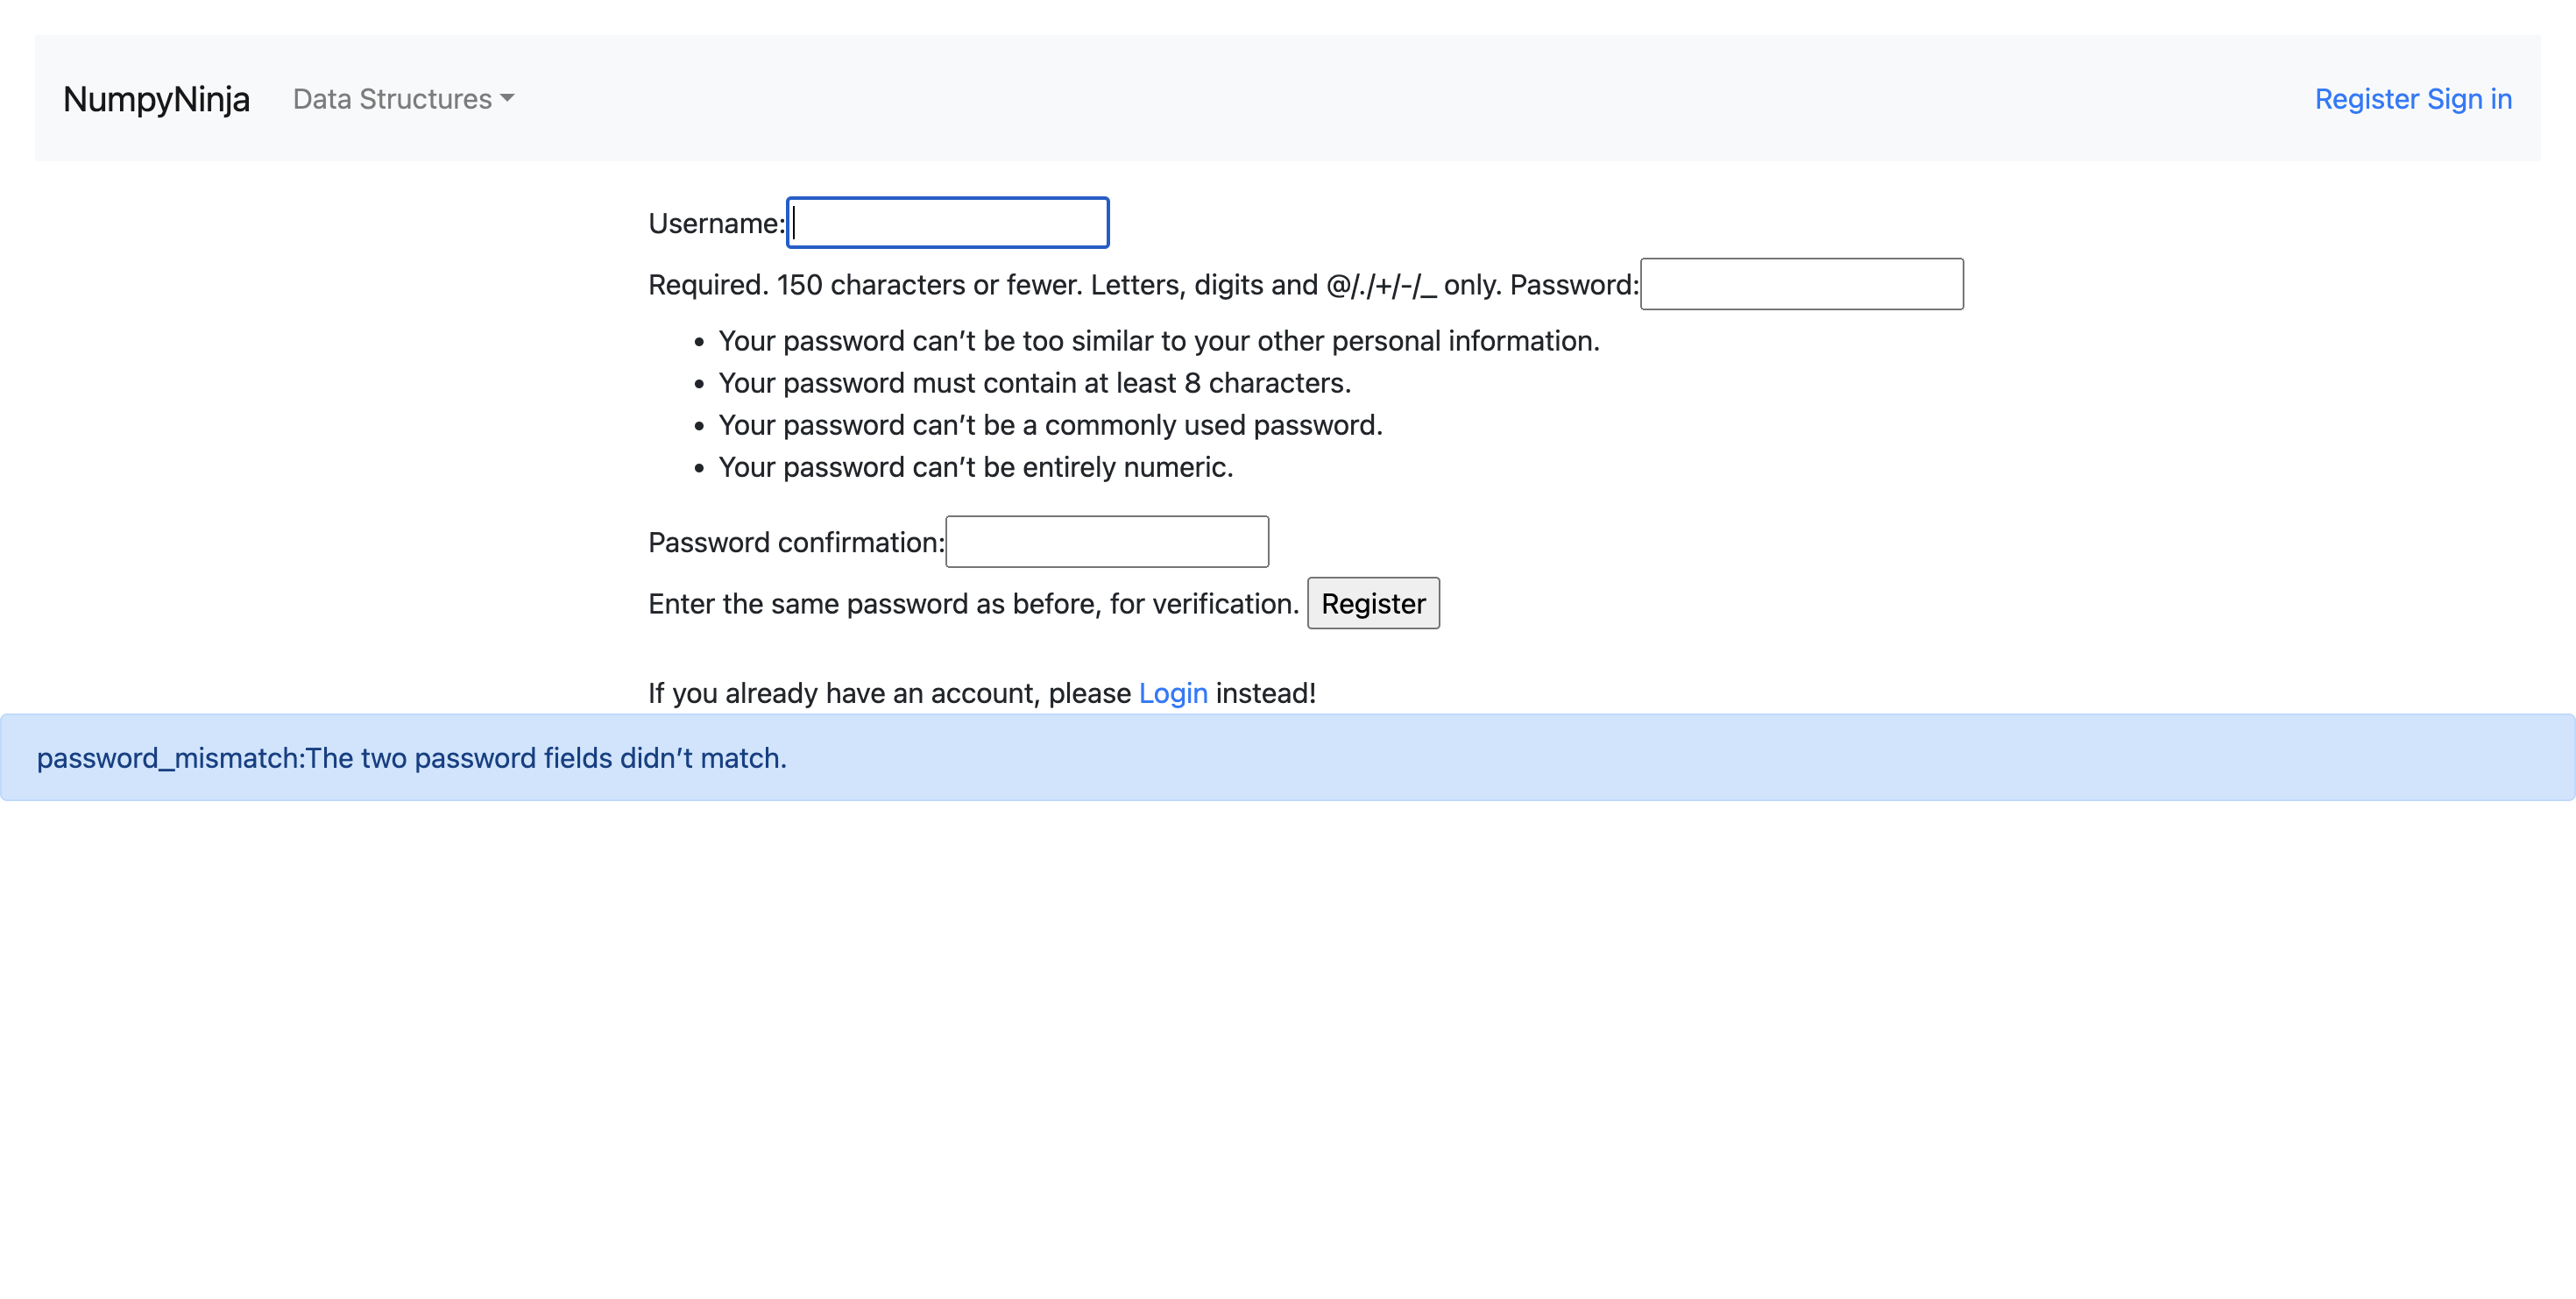 NumpyNinja Data Structures Register Sign in
Username:
Required. 150 characters or fewer. Letters, digits and @/./+/-/_ only. Password:
• Your password can’t be too similar to your other personal information.
• Your password must contain at least 8 characters.
• Your password can’t be a commonly used password.
• Your password can’t be entirely numeric.
Password confirmation:
Enter the same password as before, for verification. Register
If you already have an account, please Login instead!
password_mismatch:The two password fields didn’t match.